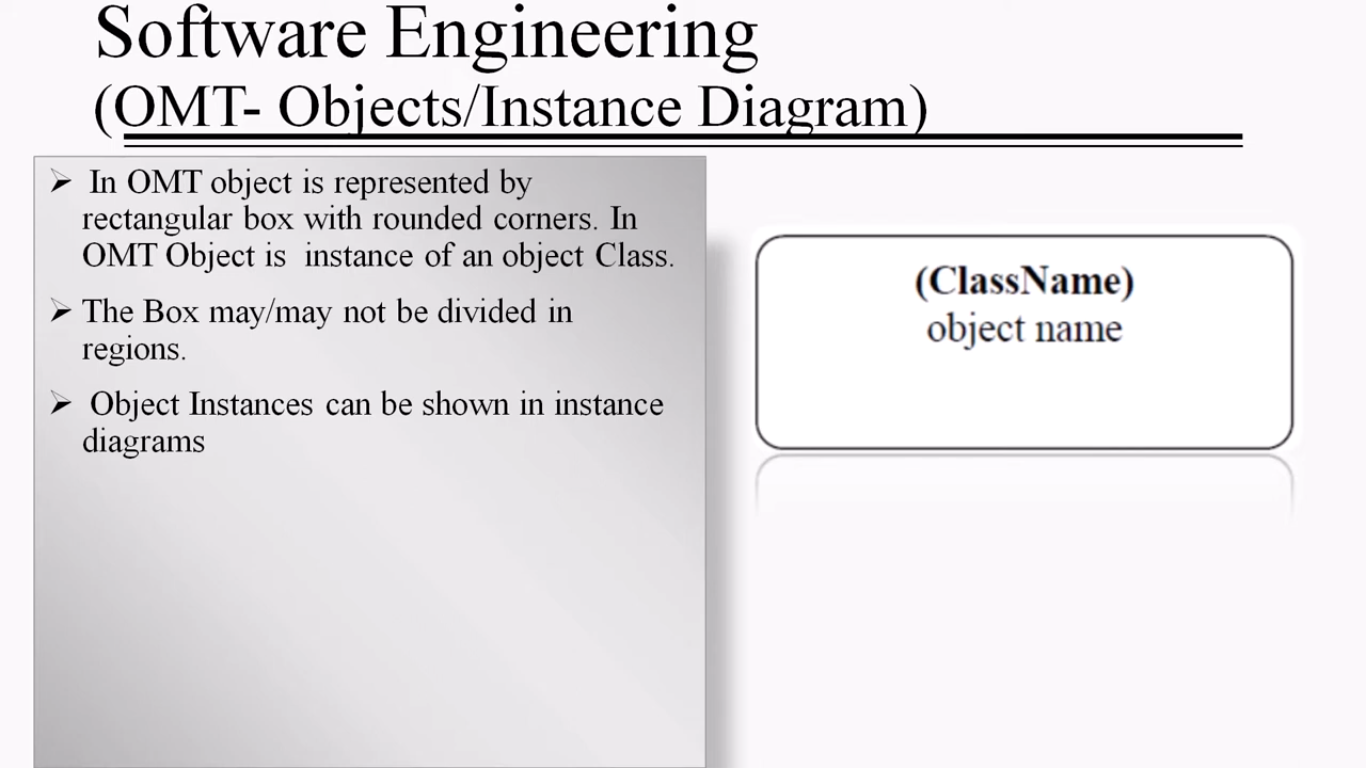 Software Engineering
(OMT- Objects/Instance Diagram)
➢ In OMT object is represented by
rectangular box with rounded corners. In
OMT Object is instance of an object Class.
➢ The Box may/may not be divided in
regions.
➢ Object Instances can be shown in instance
diagrams
(ClassName)
object name